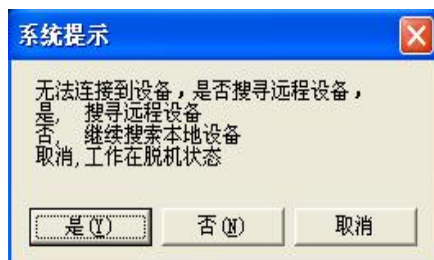 系统提示
无法连接到设备，是否搜寻远程设备，
是,　搜寻远程设备
否,　继续搜索本地设备
取消,工作在脱机状态
是(Y)　否(N)　取消